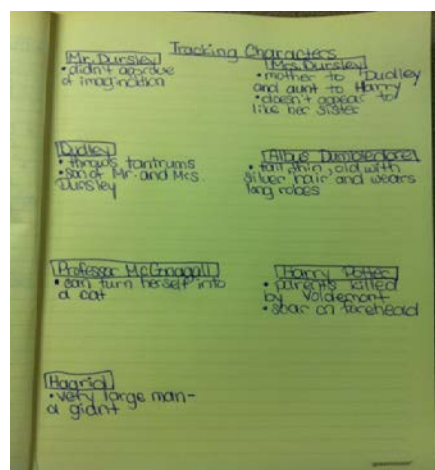 Tracking Characters
Mr. Dursley
• didn't approve
of imagination
Mrs. Dursley
• mother to Dudley
and aunt to Harry
• doesn't appear to
like her sister
Dudley
• throws tantrums
• son of Mr. and Mrs.
Dursley
Albus Dumbledore
• tall, thin, old with
silver hair and wears
long robes
Professor McGonagall
• can turn herself into
a cat
Harry Potter
• parents killed
by Voldemort
• scar on forehead
Hagrid
• very large man-
a giant